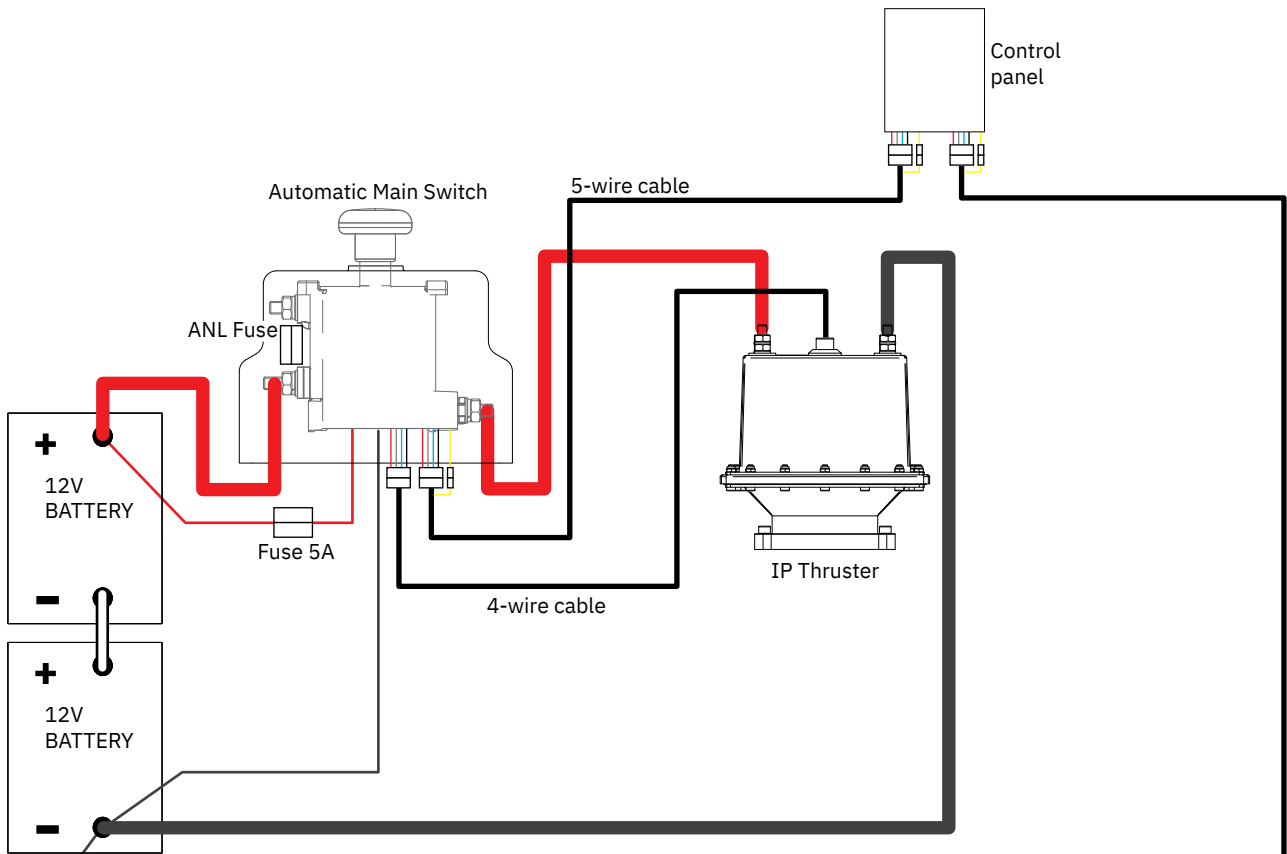 Control
panel
5-wire cable
Automatic Main Switch
ANL Fuse
+
12V
BATTERY
Fuse 5A
IP Thruster
-
4-wire cable
+
12V
BATTERY
-